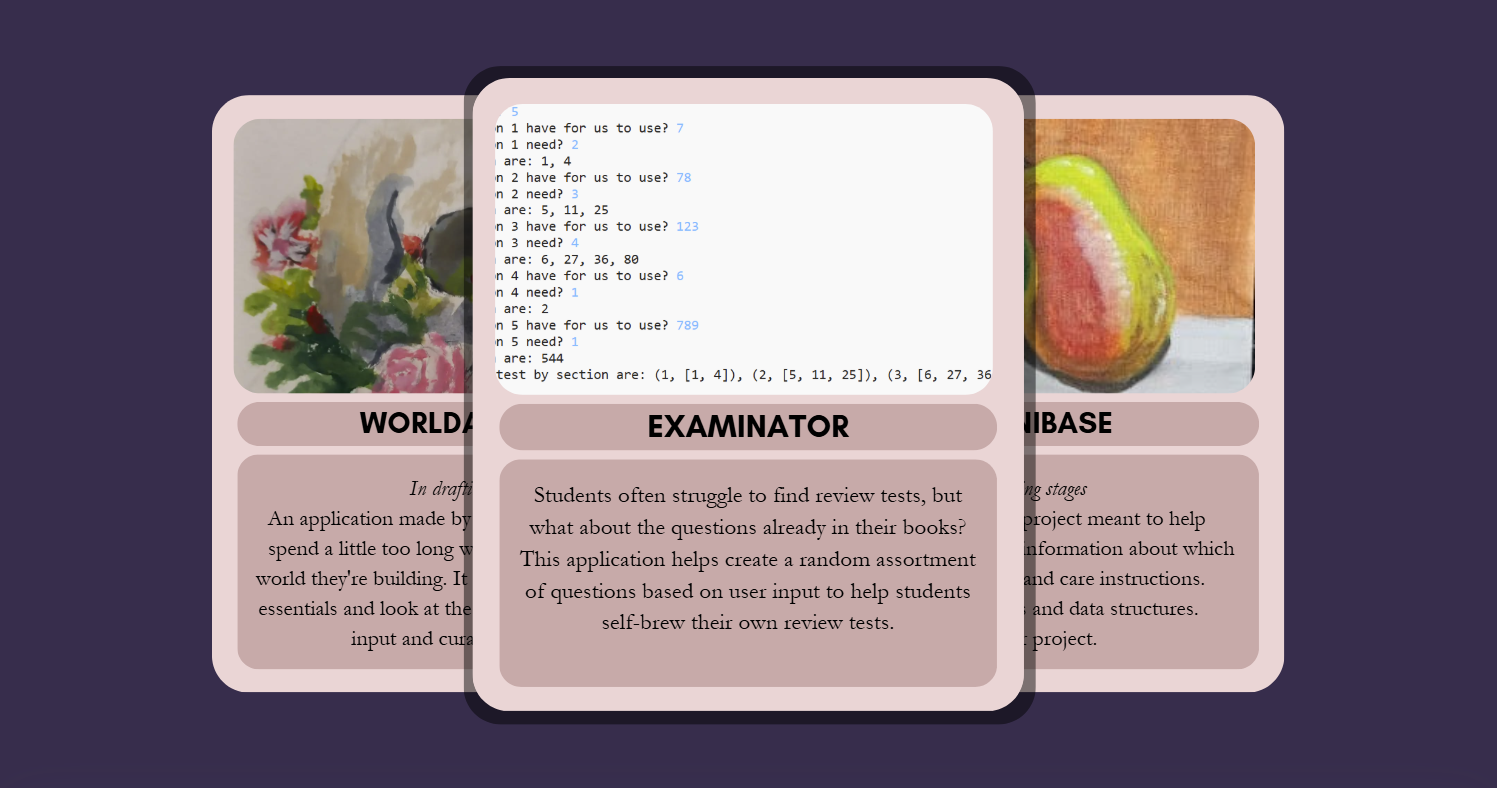 WORLDA
In drafti
An application made by
spend a little too long w
world they're building. It
essentials and look at the
input and cura
5
n 1 have for us to use? 7
n 1 need? 2
are: 1, 4
n 2 have for us to use? 78
n 2 need? 3
are: 5, 11, 25
n 3 have for us to use? 123
n 3 need? 4
are: 6, 27, 36, 80
n 4 have for us to use? 6
n 4 need? 1
are: 2
n 5 have for us to use? 789
n 5 need? 1
are: 544
test by section are: (1, [1, 4]), (2, [5, 11, 25]), (3, [6, 27, 36
EXAMINATOR
Students often struggle to find review tests, but
what about the questions already in their books?
This application helps create a random assortment
of questions based on user input to help students
self-brew their own review tests.
NIBASE
ng stages
project meant to help
information about which
and care instructions.
s and data structures.
r project.